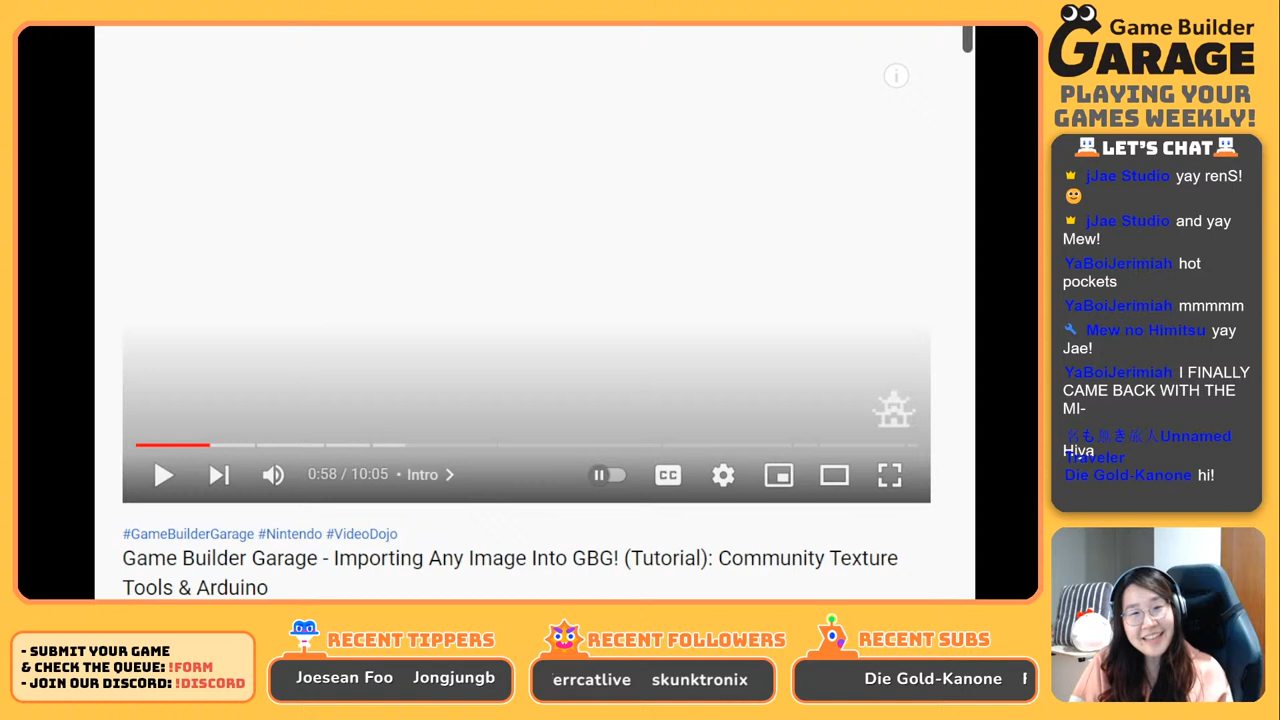 #GameBuilderGarage #Nintendo #VideoDojo
Game Builder Garage - Importing Any Image Into GBG! (Tutorial): Community Texture
Tools & Arduino
0:58 / 10:05 • Intro
CC
Game Builder
GARAGE
PLAYING YOUR
GAMES WEEKLY!
LET'S CHAT
jJae Studio yay renS!
jJae Studio and yay
Mew!
YaBoiJerimiah hot
pockets
YaBoiJerimiah mmmmm
Mew no Himitsu yay
Jae!
YaBoiJerimiah I FINALLY
CAME BACK WITH THE
MI-
Unnamed
Traveler
Hiya
Die Gold-Kanone hi!
- SUBMIT YOUR GAME
& CHECK THE QUEUE: !FORM
- JOIN OUR DISCORD: !DISCORD
RECENT TIPPERS
Joesean Foo Jongjungb
RECENT FOLLOWERS
errcatlive skunktronix
RECENT SUBS
Die Gold-Kanone